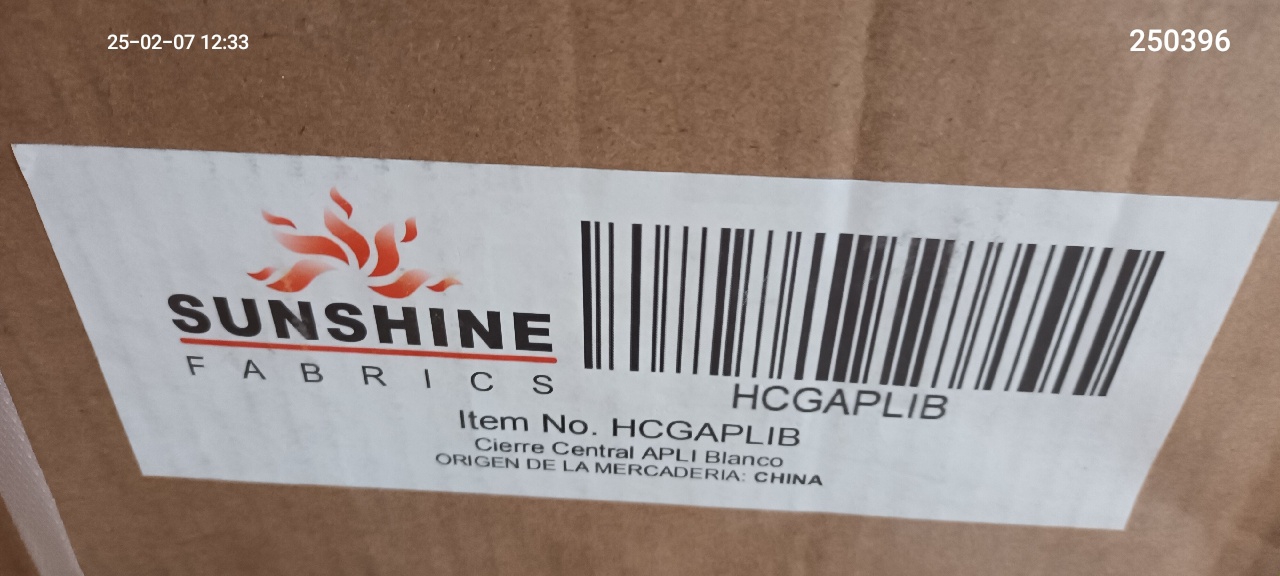 25-02-07 12:33
250396
SUNSHINE
FABRICS
HCGAPLIB
Item No. HCGAPLIB
Cierre Central APLI Blanco
ORIGEN DE LA MERCADERIA: CHINA